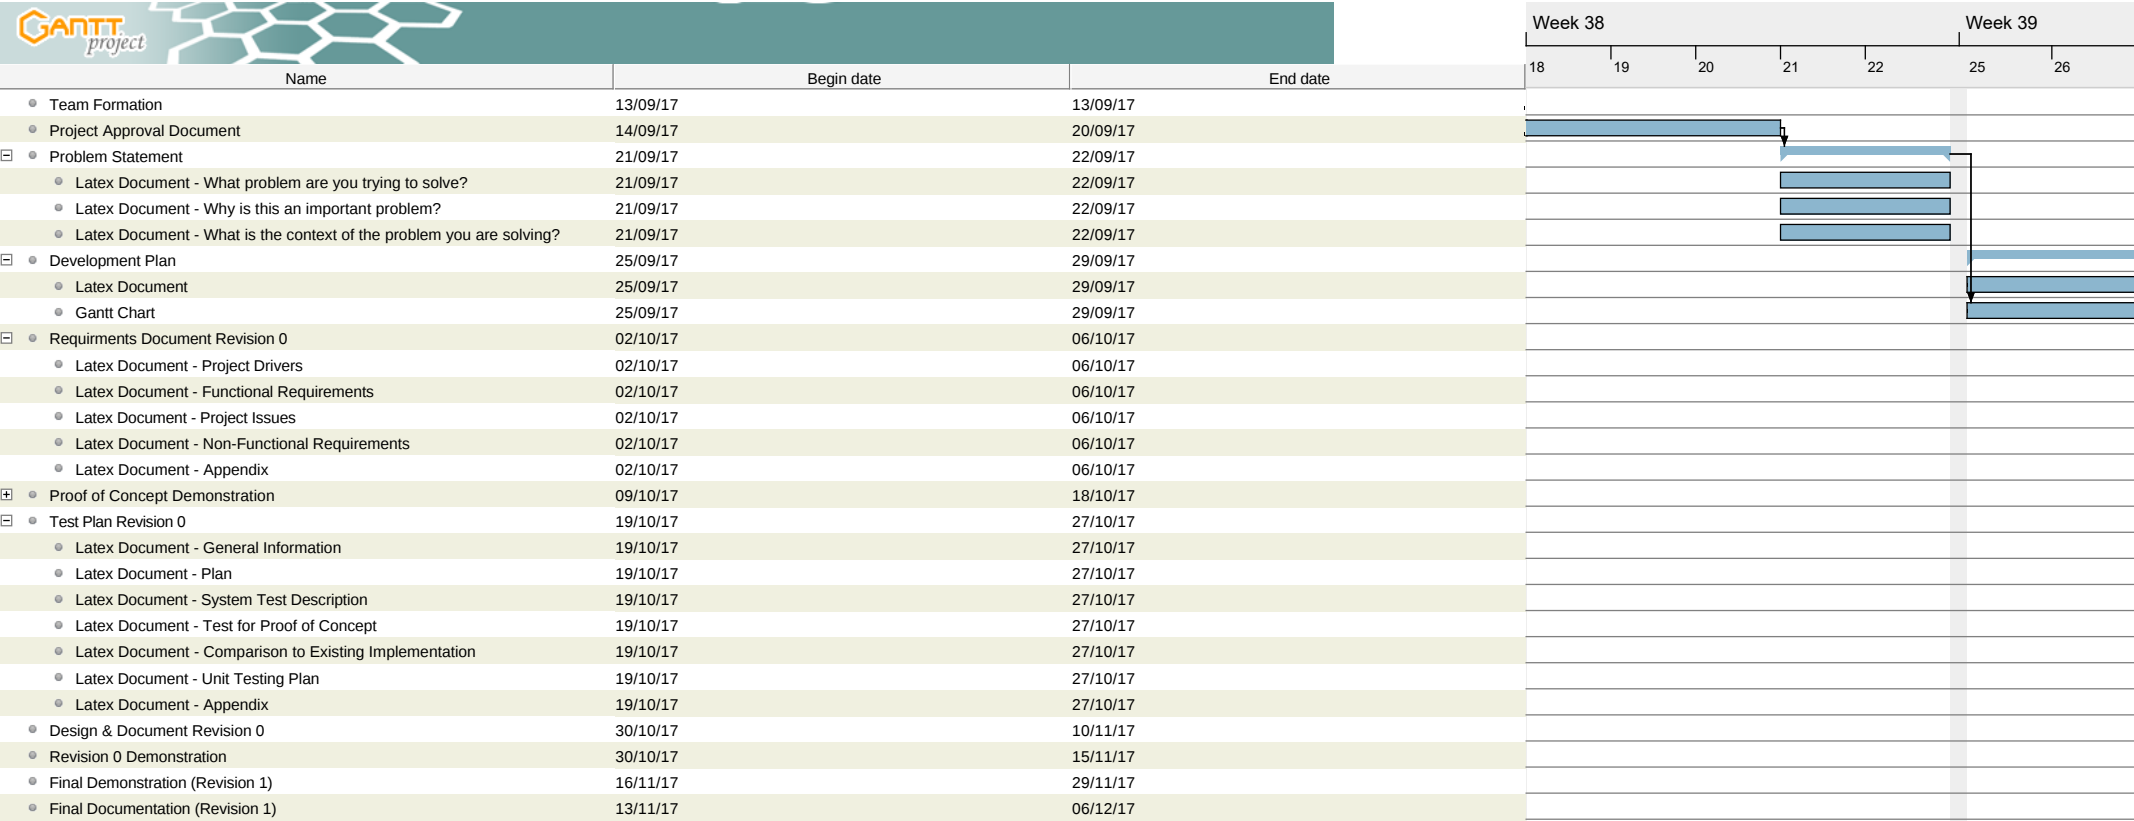 GANTT project
Week 38 Week 39
18 19 20 21 22 25 26
Name Begin date End date
Team Formation 13/09/17 13/09/17
Project Approval Document 14/09/17 20/09/17
Problem Statement 21/09/17 22/09/17
Latex Document - What problem are you trying to solve? 21/09/17 22/09/17
Latex Document - Why is this an important problem? 21/09/17 22/09/17
Latex Document - What is the context of the problem you are solving? 21/09/17 22/09/17
Development Plan 25/09/17 29/09/17
Latex Document 25/09/17 29/09/17
Gantt Chart 25/09/17 29/09/17
Requirments Document Revision 0 02/10/17 06/10/17
Latex Document - Project Drivers 02/10/17 06/10/17
Latex Document - Functional Requirements 02/10/17 06/10/17
Latex Document - Project Issues 02/10/17 06/10/17
Latex Document - Non-Functional Requirements 02/10/17 06/10/17
Latex Document - Appendix 02/10/17 06/10/17
Proof of Concept Demonstration 09/10/17 18/10/17
Test Plan Revision 0 19/10/17 27/10/17
Latex Document - General Information 19/10/17 27/10/17
Latex Document - Plan 19/10/17 27/10/17
Latex Document - System Test Description 19/10/17 27/10/17
Latex Document - Test for Proof of Concept 19/10/17 27/10/17
Latex Document - Comparison to Existing Implementation 19/10/17 27/10/17
Latex Document - Unit Testing Plan 19/10/17 27/10/17
Latex Document - Appendix 19/10/17 27/10/17
Design & Document Revision 0 30/10/17 10/11/17
Revision 0 Demonstration 30/10/17 15/11/17
Final Demonstration (Revision 1) 16/11/17 29/11/17
Final Documentation (Revision 1) 13/11/17 06/12/17